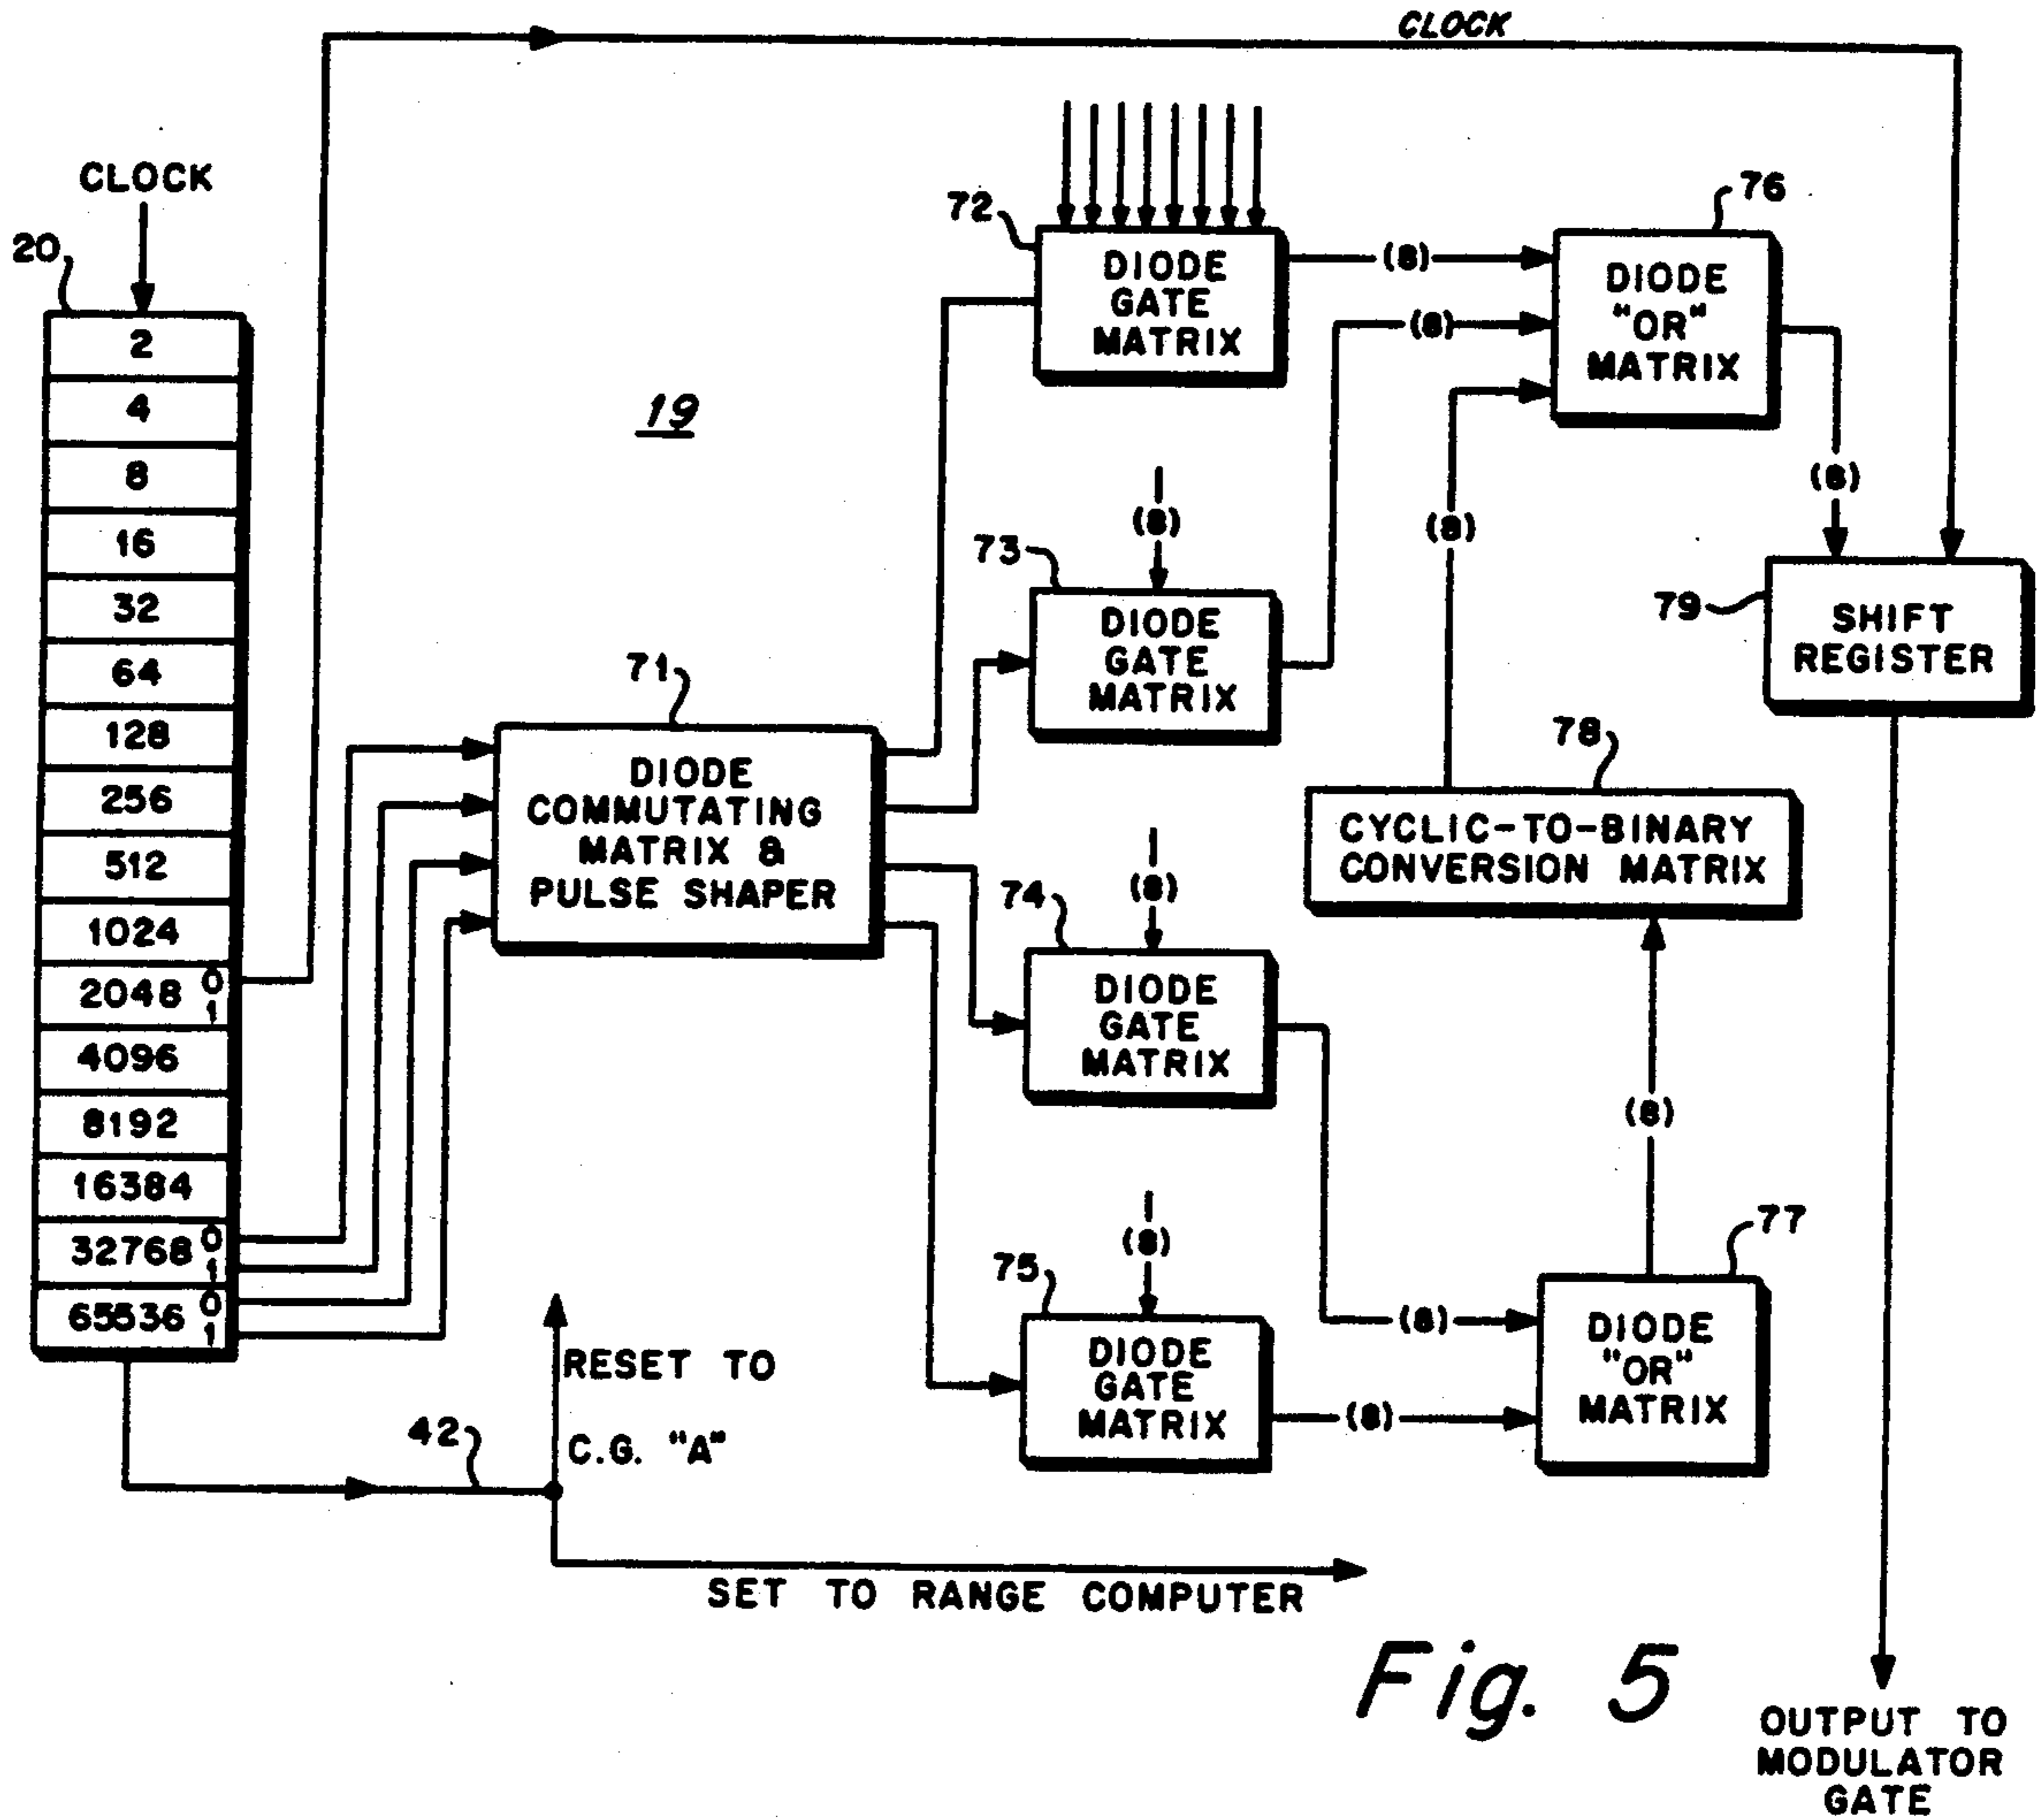 CLOCK
CLOCK
20
2
4
8
16
32
64
128
256
512
1024
2048 0
1
4096
8192
16384
32768 0
1
65536 0
1
19
71
DIODE
COMMUTATING
MATRIX &
PULSE SHAPER
72
DIODE
GATE
MATRIX
(8)
76
DIODE
"OR"
MATRIX
(8)
(8)
(8)
73
(8)
DIODE
GATE
MATRIX
79
SHIFT
REGISTER
78
CYCLIC-TO-BINARY
CONVERSION MATRIX
74
(8)
DIODE
GATE
MATRIX
(8)
75
(8)
DIODE
GATE
MATRIX
(8)
(8)
77
DIODE
"OR"
MATRIX
42
RESET TO
C.G. "A"
SET TO RANGE COMPUTER
Fig. 5
OUTPUT TO
MODULATOR
GATE